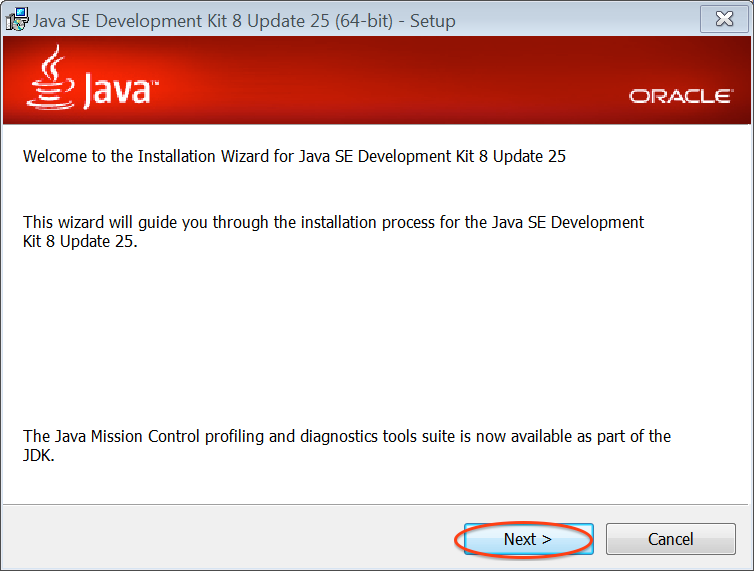 Java SE Development Kit 8 Update 25 (64-bit) - Setup
Java™
ORACLE®
Welcome to the Installation Wizard for Java SE Development Kit 8 Update 25
This wizard will guide you through the installation process for the Java SE Development
Kit 8 Update 25.
The Java Mission Control profiling and diagnostics tools suite is now available as part of the
JDK.
Next >
Cancel